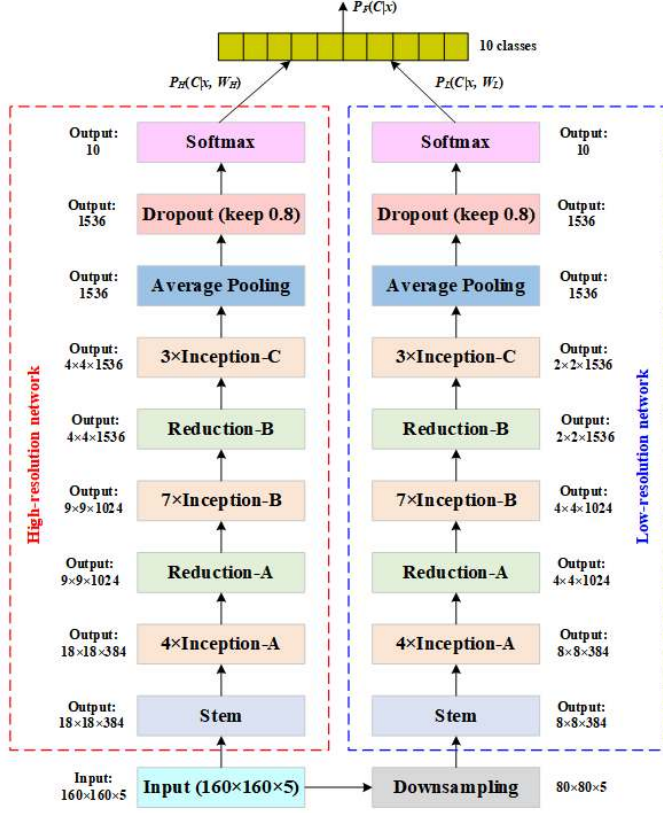 P_F(C|x)
10 classes
P_H(C|x, W_H)
P_L(C|x, W_L)
High-resolution network
Output:
10
Softmax
Output:
1536
Dropout (keep 0.8)
Output:
1536
Average Pooling
Output:
4×4×1536
3×Inception-C
Output:
4×4×1536
Reduction-B
Output:
9×9×1024
7×Inception-B
Output:
9×9×1024
Reduction-A
Output:
18×18×384
4×Inception-A
Output:
18×18×384
Stem
Input:
160×160×5
Input (160×160×5)
Softmax
Output:
10
Dropout (keep 0.8)
Output:
1536
Average Pooling
Output:
1536
3×Inception-C
Output:
2×2×1536
Reduction-B
Output:
2×2×1536
7×Inception-B
Output:
4×4×1024
Reduction-A
Output:
4×4×1024
4×Inception-A
Output:
8×8×384
Stem
Output:
8×8×384
Downsampling
80×80×5
Low-resolution network